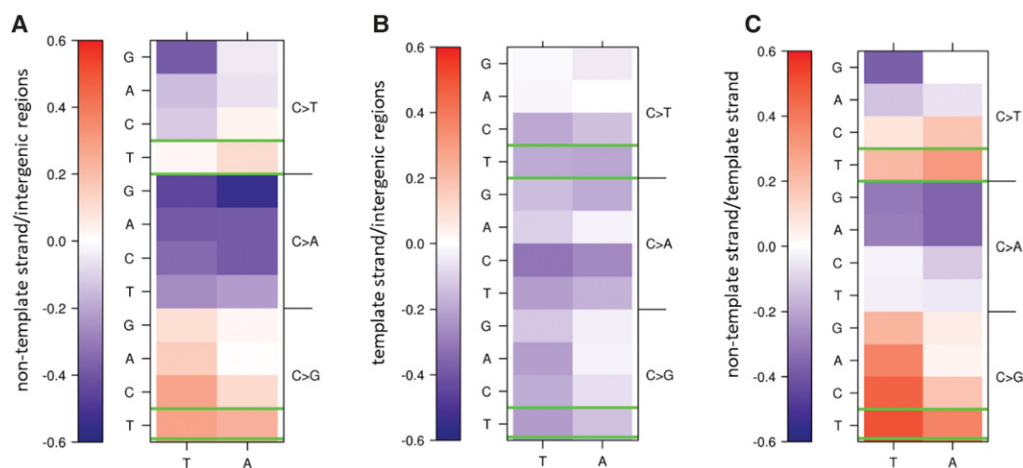 A
non-template strand/intergenic regions
0.6
0.4
0.2
0.0
-0.2
-0.4
-0.6
G
A
C
T
G
A
C
T
G
A
C
T
C>T
C>A
C>G
T A
B
template strand/intergenic regions
0.6
0.4
0.2
0.0
-0.2
-0.4
-0.6
G
A
C
T
G
A
C
T
G
A
C
T
C>T
C>A
C>G
T A
C
non-template strand/template strand
0.6
0.4
0.2
0.0
-0.2
-0.4
-0.6
G
A
C
T
G
A
C
T
G
A
C
T
C>T
C>A
C>G
T A